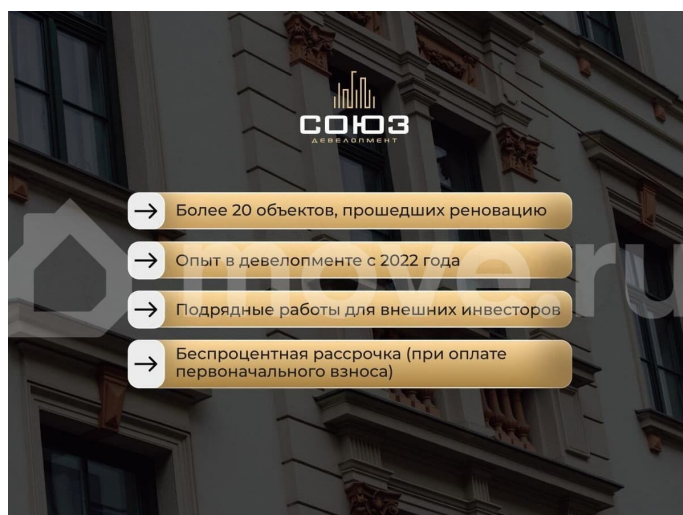 СОЮЗ
ДЕВЕЛОПМЕНТ
Более 20 объектов, прошедших реновацию
Опыт в девелопменте с 2022 года
move.ru
Подрядные работы для внешних инвесторов
Беспроцентная рассрочка (при оплате
первоначального взноса)